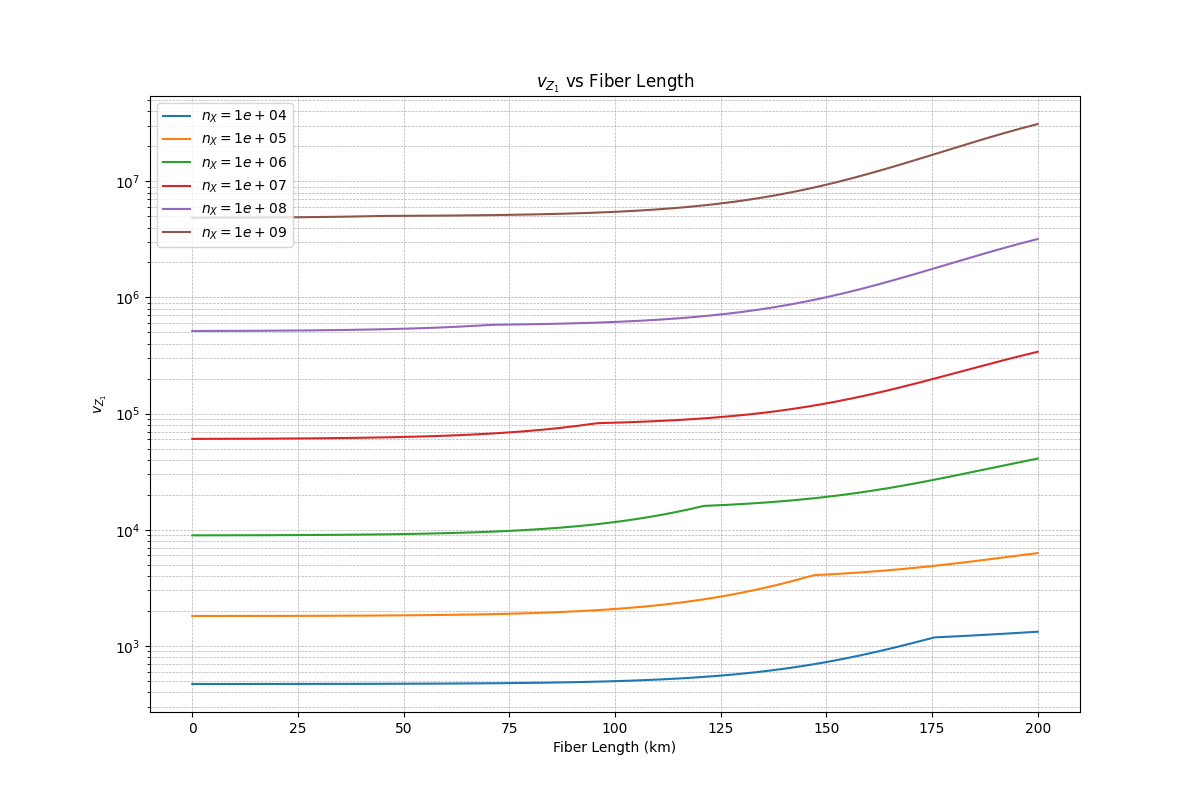 $v_{Z_1}$ vs Fiber Length
$n_X = 1e+04$
$n_X = 1e+05$
$n_X = 1e+06$
$n_X = 1e+07$
$n_X = 1e+08$
$n_X = 1e+09$
$10^7$
$10^6$
$10^5$
$10^4$
$10^3$
$v_{Z_1}$
0 25 50 75 100 125 150 175 200
Fiber Length (km)